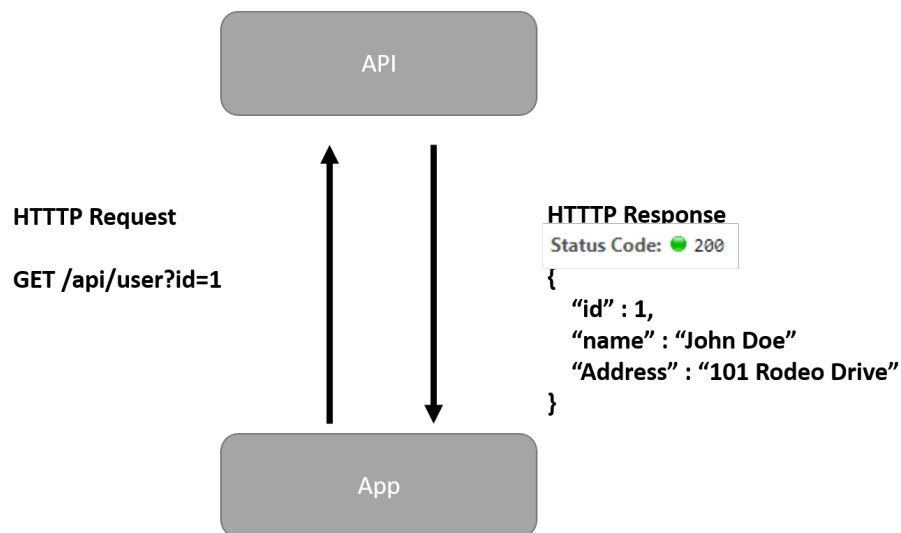 API
HTTTP Request
GET /api/user?id=1
HTTTP Response
Status Code: 200
{
“id” : 1,
“name” : “John Doe”
“Address” : “101 Rodeo Drive”
}
App